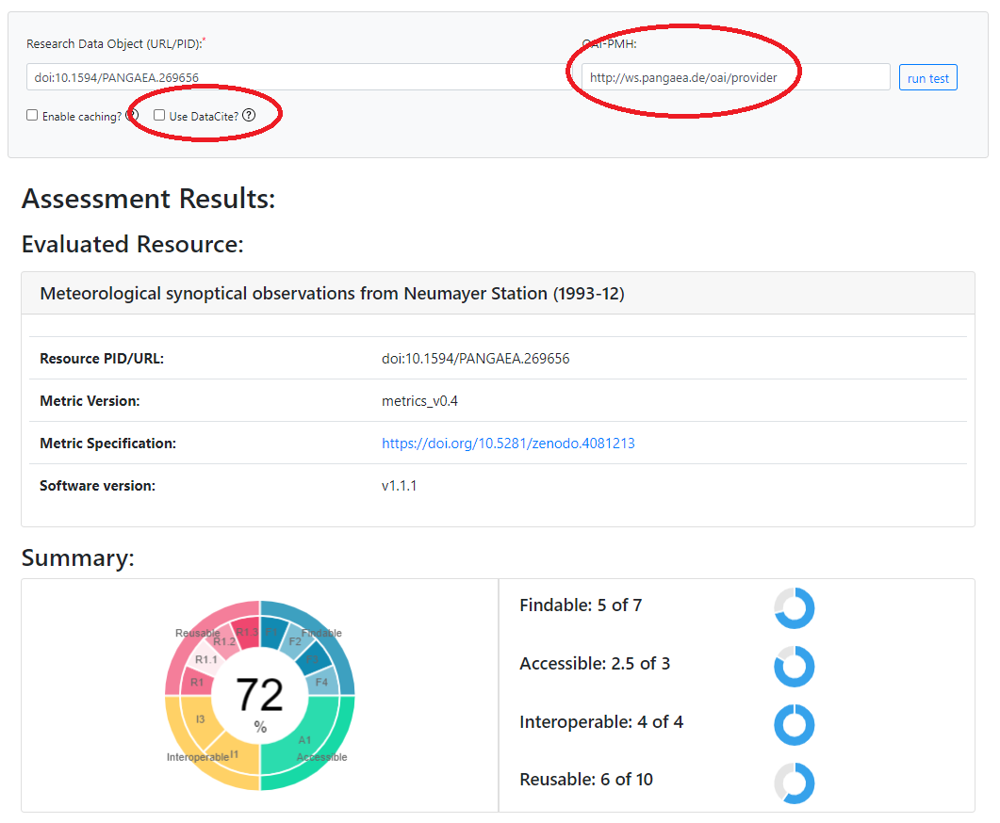 Research Data Object (URL/PID):*
OAI-PMH:
doi:10.1594/PANGAEA.269656
http://ws.pangaea.de/oai/provider
run test
Enable caching? ?
Use DataCite? ?
Assessment Results:
Evaluated Resource:
Meteorological synoptical observations from Neumayer Station (1993-12)
Resource PID/URL: doi:10.1594/PANGAEA.269656
Metric Version: metrics_v0.4
Metric Specification: https://doi.org/10.5281/zenodo.4081213
Software version: v1.1.1
Summary:
Reusable
Findable
R1.3
R1.2
F2
R1.1
R1
F4
72
%
I3
A1
Interoperable
I1
Accessible
Findable: 5 of 7
Accessible: 2.5 of 3
Interoperable: 4 of 4
Reusable: 6 of 10